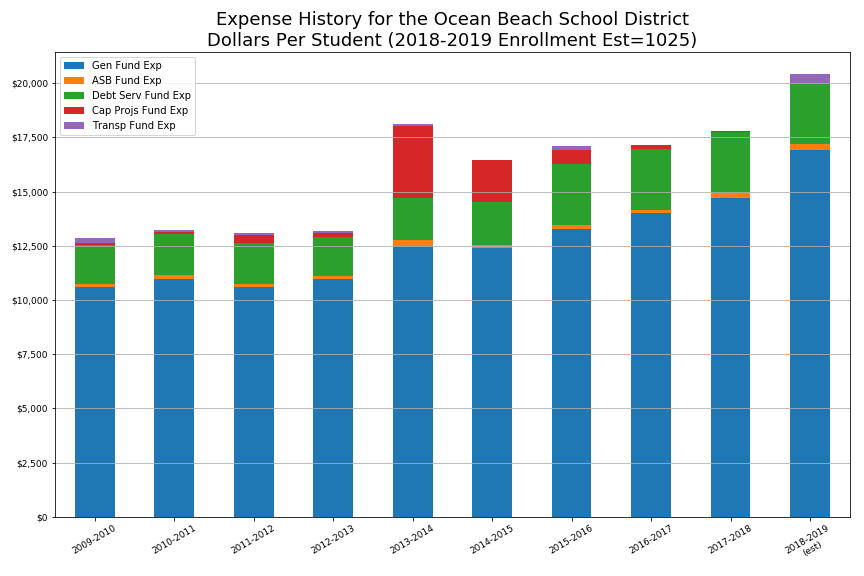 Expense History for the Ocean Beach School District
Dollars Per Student (2018-2019 Enrollment Est=1025)
Gen Fund Exp
ASB Fund Exp
Debt Serv Fund Exp
Cap Projs Fund Exp
Transp Fund Exp
$20,000
$17,500
$15,000
$12,500
$10,000
$7,500
$5,000
$2,500
$0
2009-2010
2010-2011
2011-2012
2012-2013
2013-2014
2014-2015
2015-2016
2016-2017
2017-2018
2018-2019
(est)